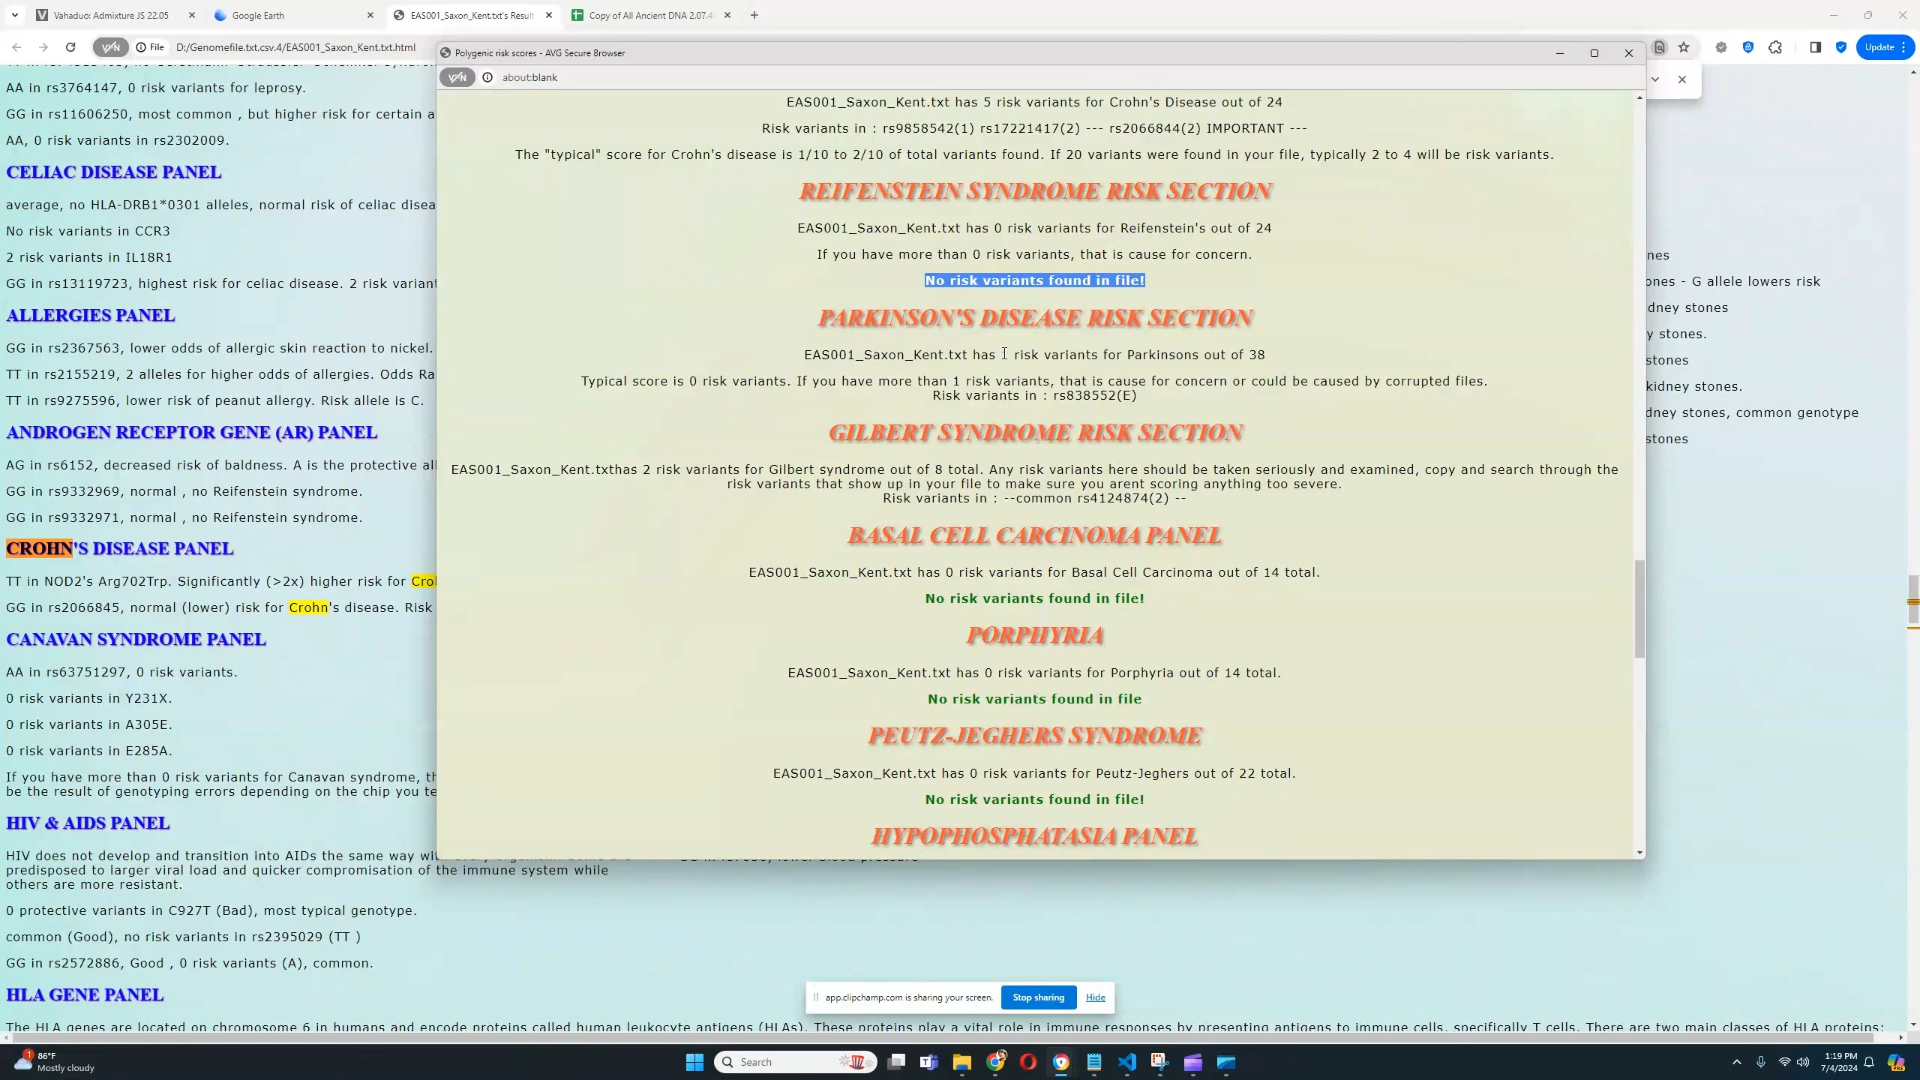 Vahaduo: Admixture JS 22.05
Google Earth
EAS001_Saxon_Kent.txt's Result
Copy of All Ancient DNA 2.07.4
File
D:/Genomefile.txt.csv.4/EAS001_Saxon_Kent.txt.html
Update
Polygenic risk scores - AVG Secure Browser
about:blank
AA in rs3764147, 0 risk variants for leprosy.
GG in rs11606250, most common , but higher risk for certain a
AA, 0 risk variants in rs2302009.
CELIAC DISEASE PANEL
average, no HLA-DRB1*0301 alleles, normal risk of celiac disea
No risk variants in CCR3
2 risk variants in IL18R1
GG in rs13119723, highest risk for celiac disease. 2 risk variant
ALLERGIES PANEL
GG in rs2367563, lower odds of allergic skin reaction to nickel.
TT in rs2155219, 2 alleles for higher odds of allergies. Odds Ra
TT in rs9275596, lower risk of peanut allergy. Risk allele is C.
ANDROGEN RECEPTOR GENE (AR) PANEL
AG in rs6152, decreased risk of baldness. A is the protective all
GG in rs9332969, normal , no Reifenstein syndrome.
GG in rs9332971, normal , no Reifenstein syndrome.
CROHN'S DISEASE PANEL
TT in NOD2's Arg702Trp. Significantly (>2x) higher risk for Cro
GG in rs2066845, normal (lower) risk for Crohn's disease. Risk
CANAVAN SYNDROME PANEL
AA in rs63751297, 0 risk variants.
0 risk variants in Y231X.
0 risk variants in A305E.
0 risk variants in E285A.
If you have more than 0 risk variants for Canavan syndrome, th
be the result of genotyping errors depending on the chip you te
HIV & AIDS PANEL
HIV does not develop and transition into AIDs the same way wit
predisposed to larger viral load and quicker compromisation of the immune system while
others are more resistant.
0 protective variants in C927T (Bad), most typical genotype.
common (Good), no risk variants in rs2395029 (TT )
GG in rs2572886, Good , 0 risk variants (A), common.
HLA GENE PANEL
The HLA genes are located on chromosome 6 in humans and encode proteins called human leukocyte antigens (HLAs). These proteins play a vital role in immune responses by presenting antigens to immune cells, specifically T cells. There are two main classes of HLA proteins:
EAS001_Saxon_Kent.txt has 5 risk variants for Crohn's Disease out of 24
Risk variants in : rs9858542(1) rs17221417(2) --- rs2066844(2) IMPORTANT ---
The "typical" score for Crohn's disease is 1/10 to 2/10 of total variants found. If 20 variants were found in your file, typically 2 to 4 will be risk variants.
REIFENSTEIN SYNDROME RISK SECTION
EAS001_Saxon_Kent.txt has 0 risk variants for Reifenstein's out of 24
If you have more than 0 risk variants, that is cause for concern.
No risk variants found in file!
PARKINSON'S DISEASE RISK SECTION
EAS001_Saxon_Kent.txt has risk variants for Parkinsons out of 38
Typical score is 0 risk variants. If you have more than 1 risk variants, that is cause for concern or could be caused by corrupted files.
Risk variants in : rs838552(E)
GILBERT SYNDROME RISK SECTION
EAS001_Saxon_Kent.txthas 2 risk variants for Gilbert syndrome out of 8 total. Any risk variants here should be taken seriously and examined, copy and search through the
risk variants that show up in your file to make sure you arent scoring anything too severe.
Risk variants in : --common rs4124874(2) --
BASAL CELL CARCINOMA PANEL
EAS001_Saxon_Kent.txt has 0 risk variants for Basal Cell Carcinoma out of 14 total.
No risk variants found in file!
PORPHYRIA
EAS001_Saxon_Kent.txt has 0 risk variants for Porphyria out of 14 total.
No risk variants found in file
PEUTZ-JEGHERS SYNDROME
EAS001_Saxon_Kent.txt has 0 risk variants for Peutz-Jeghers out of 22 total.
No risk variants found in file!
HYPOPHOSPHATASIA PANEL
nes
ones - G allele lowers risk
dney stones
y stones.
stones
kidney stones.
dney stones, common genotype
stones
app.clipchamp.com is sharing your screen.
Stop sharing
Hide
1
86°F
Mostly cloudy
Search
1:19 PM
7/4/2024